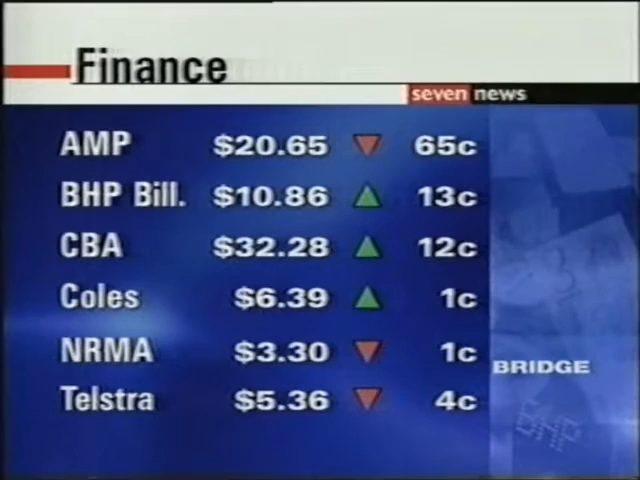 Finance
seven news
AMP $20.65 ▼ 65c
BHP Bill. $10.86 ▲ 13c
CBA $32.28 ▲ 12c
Coles $6.39 ▲ 1c
NRMA $3.30 ▼ 1c
BRIDGE
Telstra $5.36 ▼ 4c
BHP